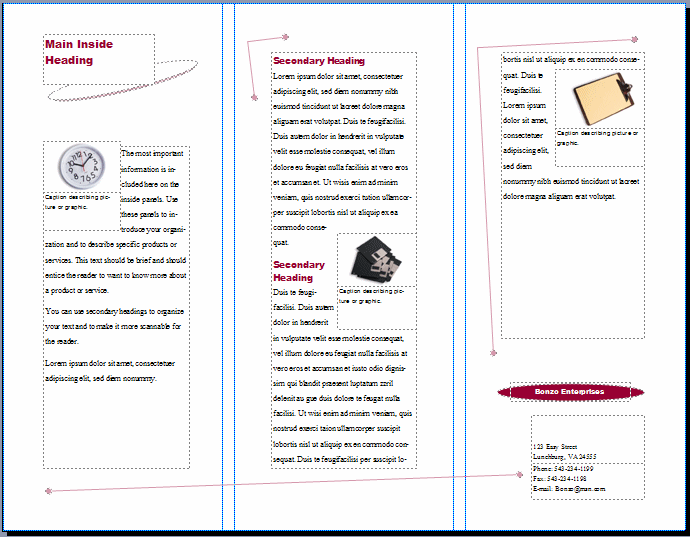 Main Inside
Heading
The most important
information is in-
cluded here on the
inside panels. Use
these panels to in-
troduce your organi-
Caption describing pic-
ture or graphic.
zation and to describe specific products or
services. This text should be brief and should
entice the reader to want to know more about
a product or service.
You can use secondary headings to organize
your text and to make it more scannable for
the reader.
Lorem ipsum dolor sit amet, consectetuer
adipiscing elit, sed diem nonummy.
Secondary Heading
Lorem ipsum dolor sit amet, consectetuer
adipiscing elit, sed diem nonummy nibh
euismod tincidunt ut lacreet dolore magna
aliguam erat volutpat. Duis te feugifacilisi.
Duis autem dolor in hendrerit in vulputate
velit esse molestie consequat, vel illum
dolore eu feugiat nulla facilisis at vero eros
et accumsan et. Ut wisis enim ad minim
veniam, quis nostrud exerci tution ullamcor-
per suscipit lobortis nisl ut aliquip ex ea
commodo conse-
quat.
Secondary
Heading
Duis te feugi-
facilisi. Duis autem
dolor in hendrerit
Caption describing pic-
ture or graphic.
in vulputate velit esse molestie consequat,
vel illum dolore eu feugiat nulla facilisis at
vero eros et accumsan et iusto odio dignis-
sim qui blandit praesent luptatum zzril
delenit au gue duis dolore te feugat nulla
facilisi. Ut wisi enim ad minim veniam, quis
nostrud exerci taion ullamcorper suscipit
lobortis nisl ut aliquip ex en commodo con-
sequat. Duis te feugifacilisi per suscipit lo-
bortis nisl ut aliquip ex en commodo conse-
quat. Duis te
feugifacilisi.
Lorem ipsum
dolor sit amet,
consectetuer
adipiscing elit,
sed diem
Caption describing picture or
graphic.
nonummy nibh euismod tincidunt ut lacreet
dolore magna aliguam erat volutpat.
Bonzo Enterprises
123 Easy Street
Lunchburg, VA 24555
Phone: 543-234-1199
Fax: 543-234-1198
E-mail: Bonzo@msn.com